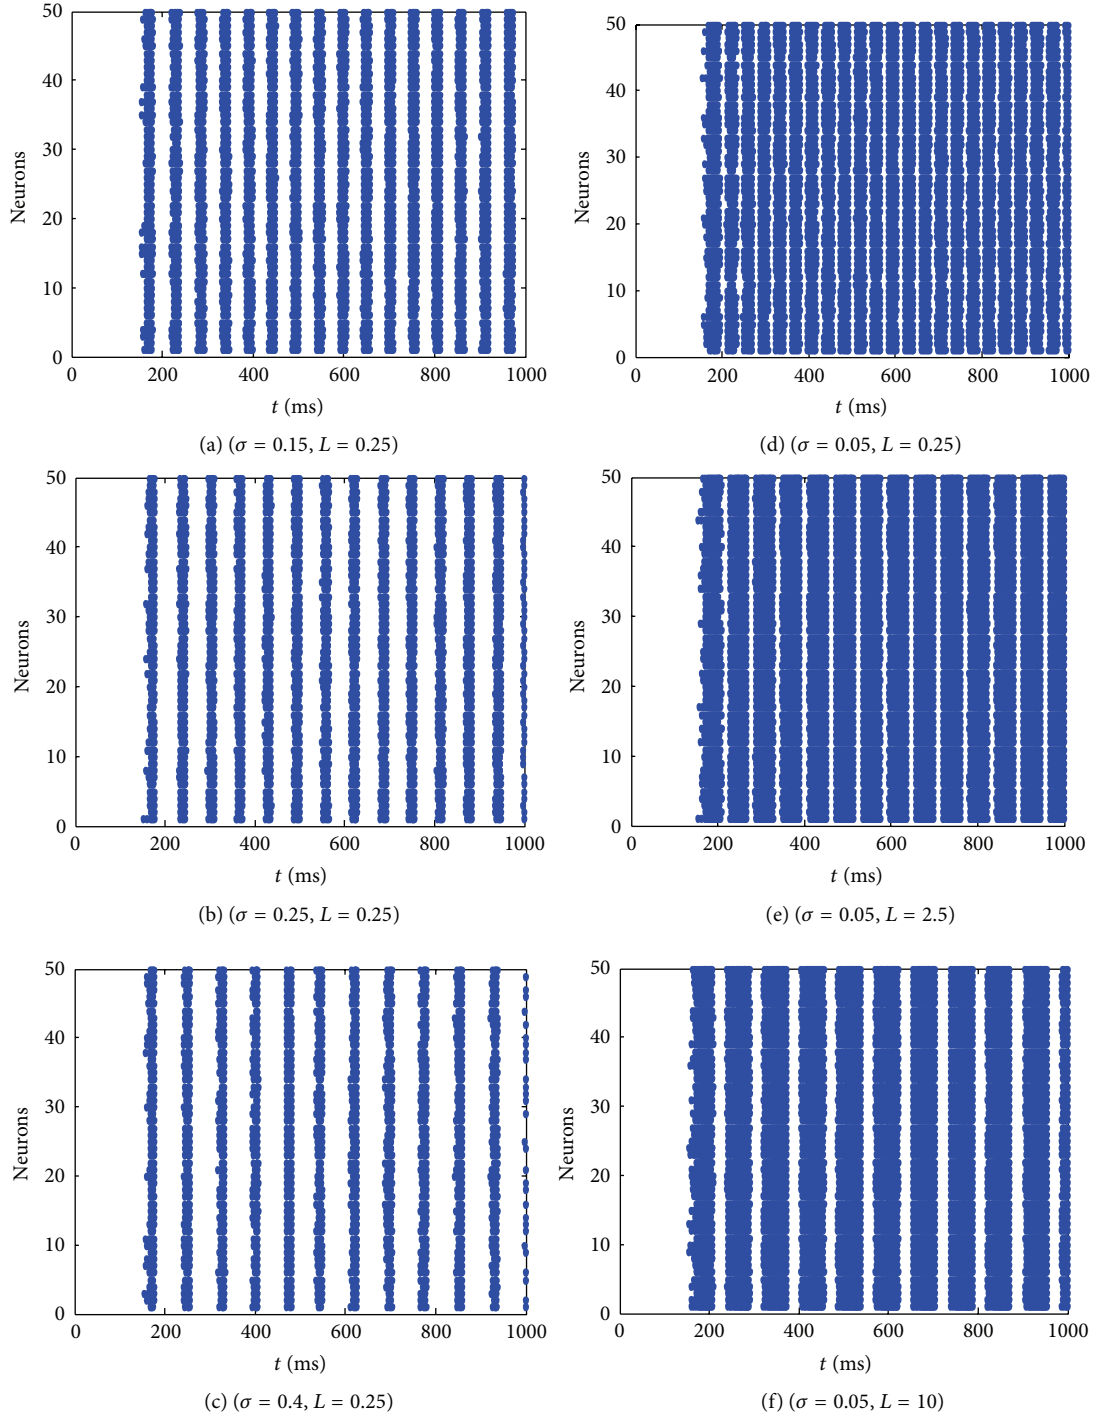 50
40
30
20
10
0
Neurons
0 200 400 600 800 1000
t (ms)
(a) (σ = 0.15, L = 0.25)
50
40
30
20
10
0
Neurons
0 200 400 600 800 1000
t (ms)
(d) (σ = 0.05, L = 0.25)
50
40
30
20
10
0
Neurons
0 200 400 600 800 1000
t (ms)
(b) (σ = 0.25, L = 0.25)
50
40
30
20
10
0
Neurons
0 200 400 600 800 1000
t (ms)
(e) (σ = 0.05, L = 2.5)
50
40
30
20
10
0
Neurons
0 200 400 600 800 1000
t (ms)
(c) (σ = 0.4, L = 0.25)
50
40
30
20
10
0
Neurons
0 200 400 600 800 1000
t (ms)
(f) (σ = 0.05, L = 10)